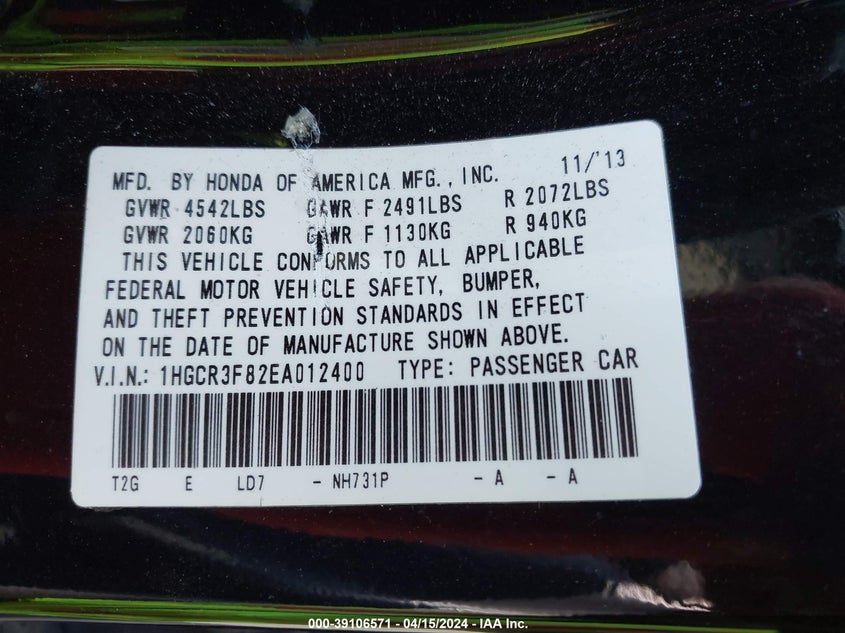 MFD. BY HONDA OF AMERICA MFG., INC. 11/'13
GVWR 4542LBS GAWR F 2491LBS R 2072LBS
GVWR 2060KG GAWR F 1130KG R 940KG
THIS VEHICLE CONFORMS TO ALL APPLICABLE
FEDERAL MOTOR VEHICLE SAFETY, BUMPER,
AND THEFT PREVENTION STANDARDS IN EFFECT
ON THE DATE OF MANUFACTURE SHOWN ABOVE.
V.I.N.: 1HGCR3F82EA012400 TYPE: PASSENGER CAR
T2G E LD7 - NH731P - A - A
000-39106571 - 04/15/2024 - IAA Inc.